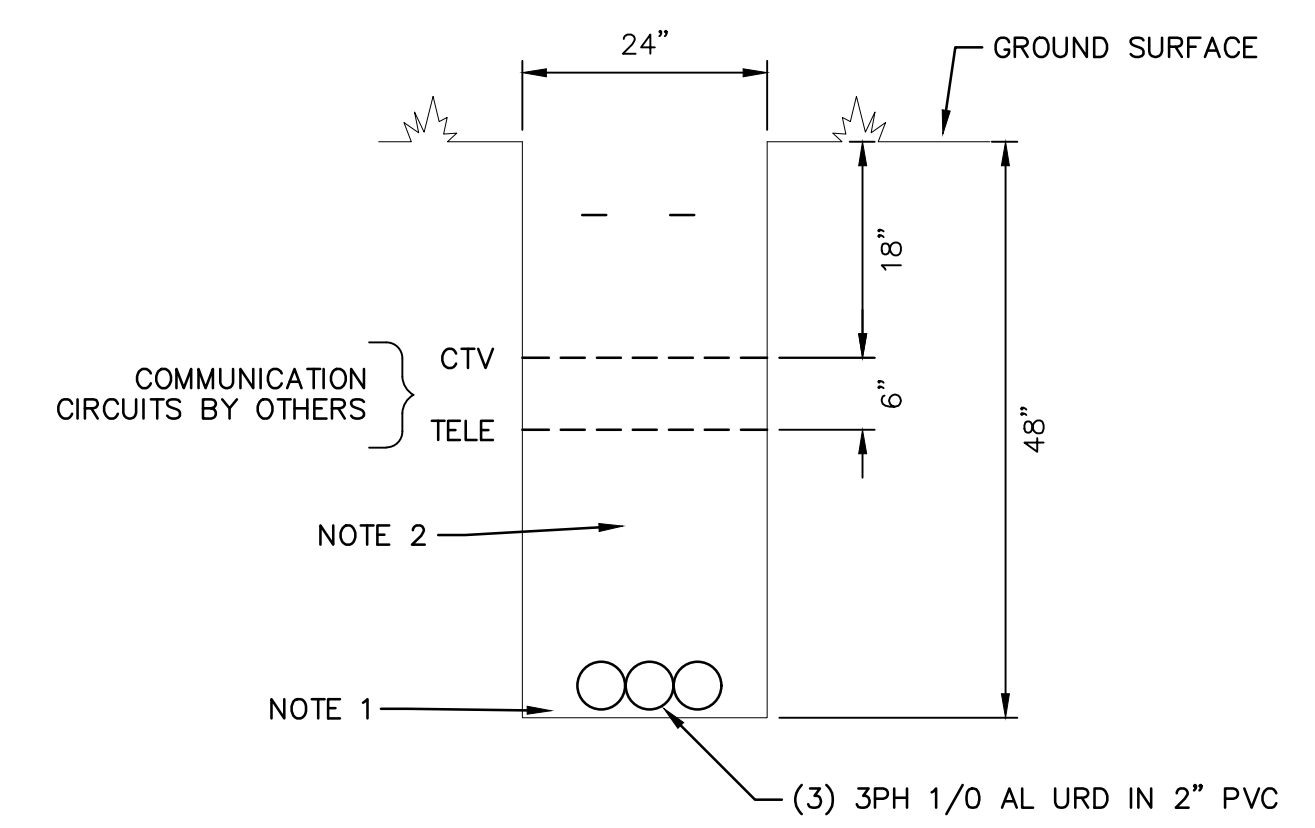 24”
GROUND SURFACE
18”
CTV
COMMUNICATION
CIRCUITS BY OTHERS
6”
TELE
48”
NOTE 2
NOTE 1
(3) 3PH 1/0 AL URD IN 2” PVC